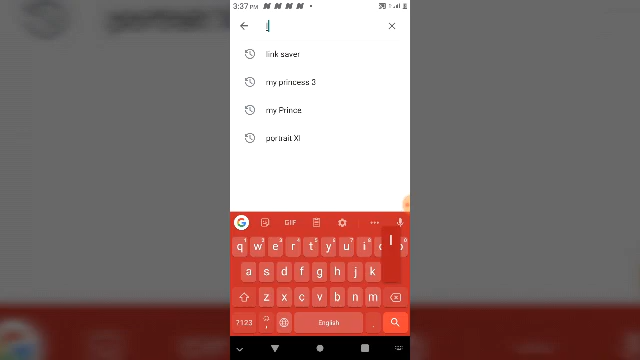 3:37 PM
l
link saver
my princess 3
my Prince
portrait XI
GIF
q w e r t y u i o
l
a s d f g h j k
z x c v b n m
?123 , English .